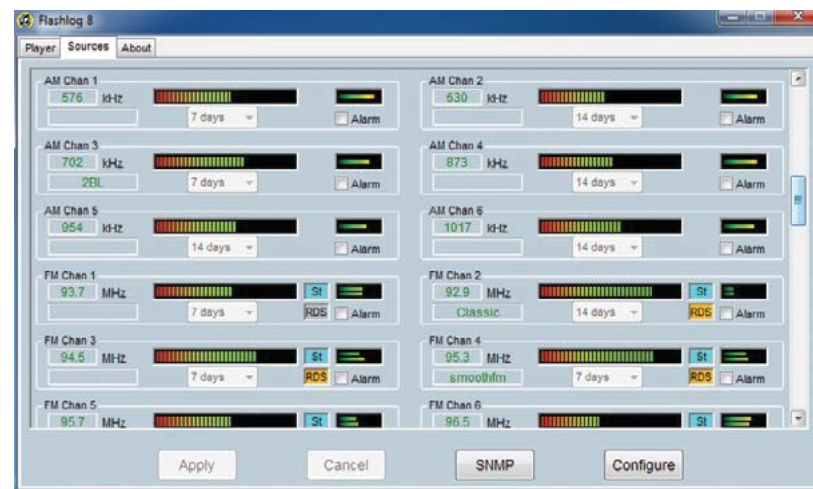 Flashlog 8
Player Sources About
AM Chan 1
576 kHz
7 days Alarm
AM Chan 2
630 kHz
14 days Alarm
AM Chan 3
702 kHz
2BL 7 days Alarm
AM Chan 4
873 kHz
14 days Alarm
AM Chan 5
954 kHz
14 days Alarm
AM Chan 6
1017 kHz
Alarm
FM Chan 1
93.7 MHz St
7 days RDS Alarm
FM Chan 2
92.9 MHz St
Classic 14 days RDS Alarm
FM Chan 3
94.5 MHz St
7 days RDS Alarm
FM Chan 4
95.3 MHz St
smoothfm 7 days RDS Alarm
FM Chan 5
95.7 MHz St
FM Chan 6
96.5 MHz St
Apply Cancel SNMP Configure